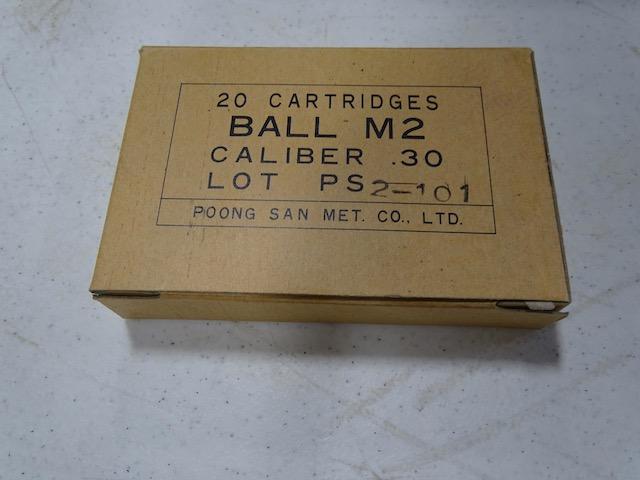 20 CARTRIDGES
BALL M2
CALIBER .30
LOT PS2-101
POONG SAN MET. CO., LTD.